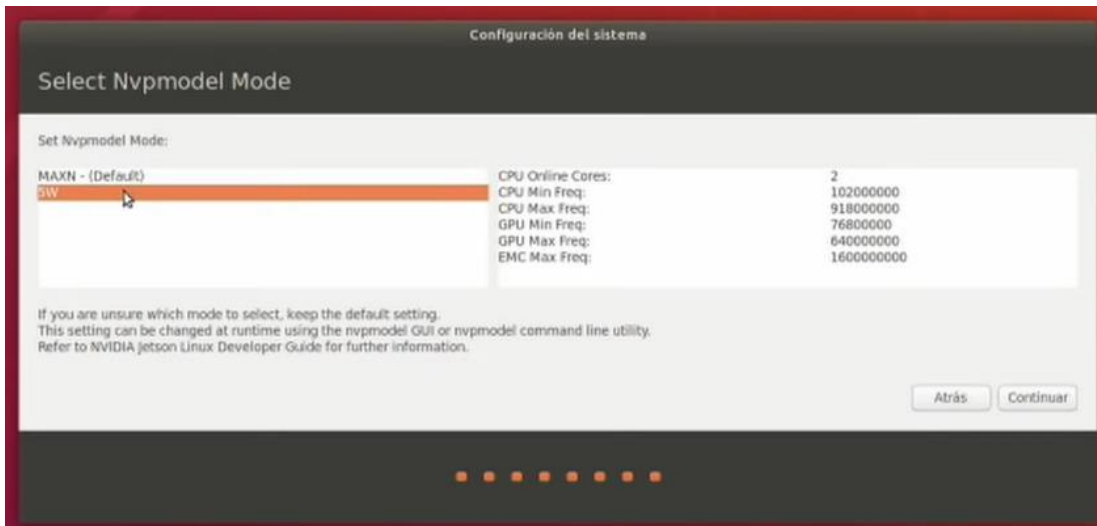 Configuración del sistema
Select Nvpmodel Mode
Set Nvpmodel Mode:
MAXN - (Default)
5W
CPU Online Cores: 2
CPU Min Freq: 102000000
CPU Max Freq: 918000000
GPU Min Freq: 76800000
GPU Max Freq: 640000000
EMC Max Freq: 1600000000
If you are unsure which mode to select, keep the default setting.
This setting can be changed at runtime using the nvpmodel GUI or nvpmodel command line utility.
Refer to NVIDIA Jetson Linux Developer Guide for further information.
Atrás Continuar